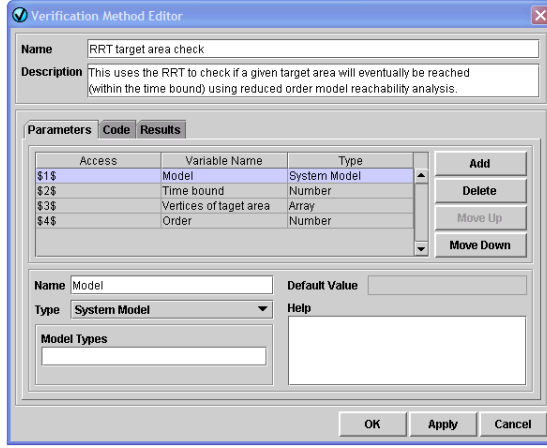 Verification Method Editor
Name RRT target area check
Description This uses the RRT to check if a given target area will eventually be reached
(within the time bound) using reduced order model reachability analysis.
Parameters Code Results
Access Variable Name Type
$1$ Model System Model
$2$ Time bound Number
$3$ Vertices of taget area Array
$4$ Order Number
Add
Delete
Move Up
Move Down
Name Model
Type System Model
Model Types
Default Value
Help
OK Apply Cancel